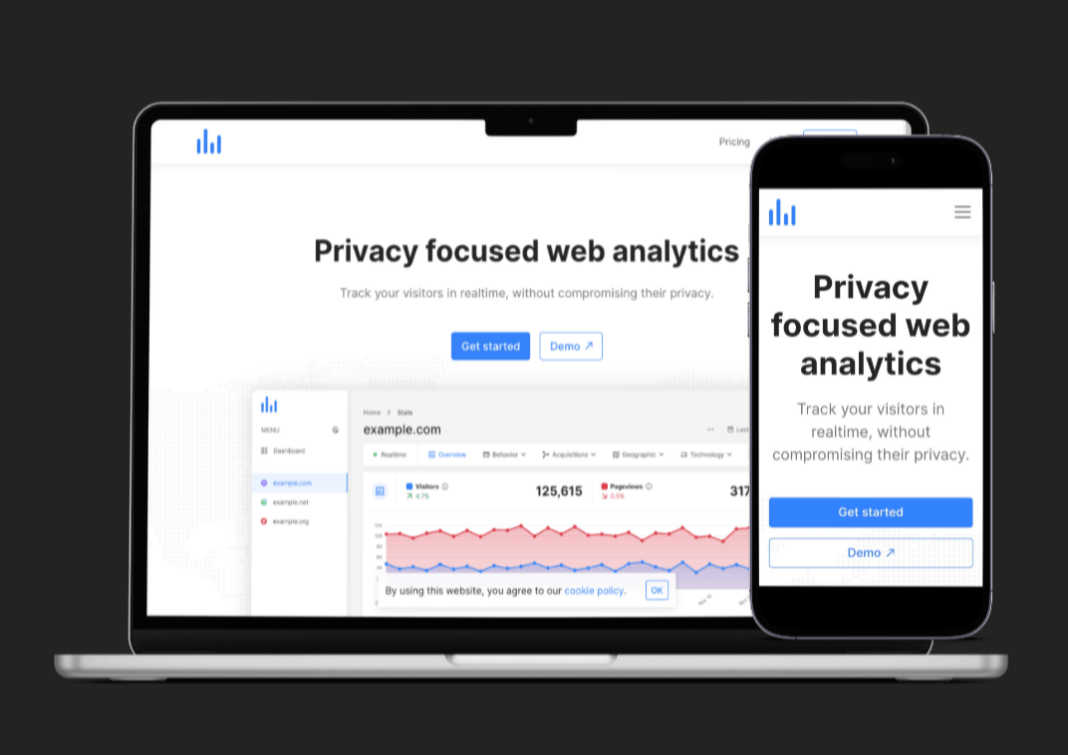 Pricing
Privacy focused web analytics
Track your visitors in realtime, without compromising their privacy.
Get started
Demo
MENU
Dashboard
example.com
example.net
example.org
Home > Stats
example.com
Realtime Overview Behavior Acquisitions Geographic Technology
Visitors
4.7%
125,615
Pageviews
0.5%
317
By using this website, you agree to our cookie policy.
OK
Privacy
focused web
analytics
Track your visitors in
realtime, without
compromising their privacy.
Get started
Demo